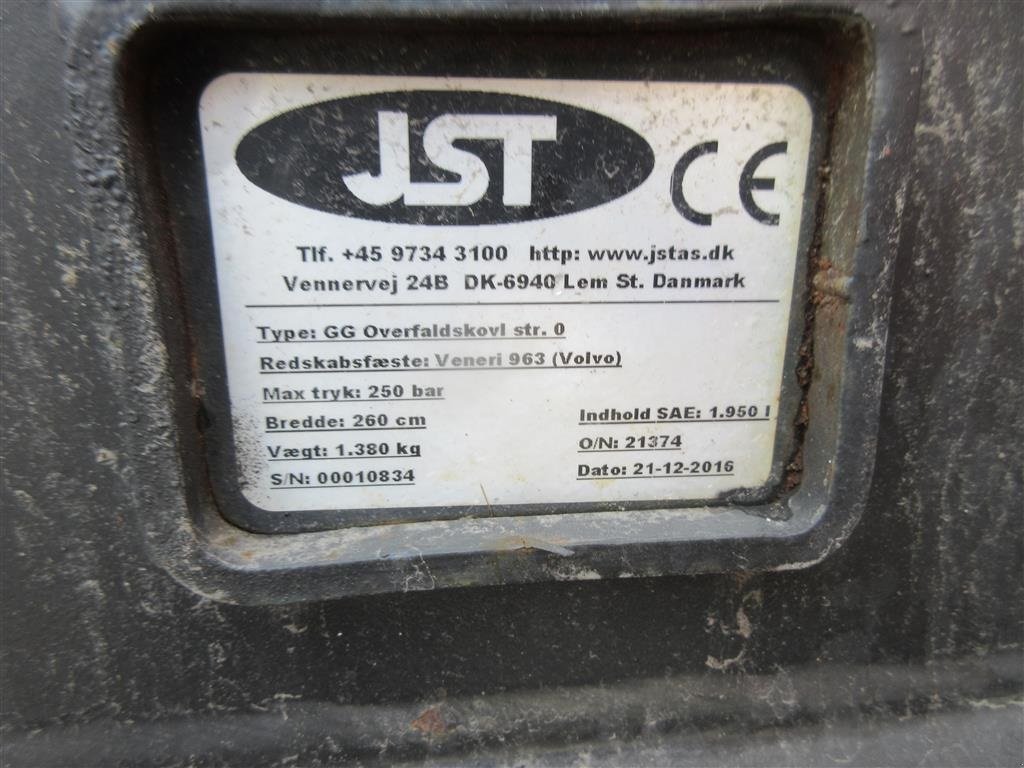 JST CE
Tlf. +45 9734 3100 http: www.jstas.dk
Vennervej 24B DK-6940 Lem St. Danmark
Type: GG Overfaldskovl str. 0
Redskabsfæste: Veneri 963 (Volvo)
Max tryk: 250 bar
Bredde: 260 cm
Indhold SAE: 1.950 l
Vægt: 1.380 kg
O/N: 21374
S/N: 00010834
Dato: 21-12-2016